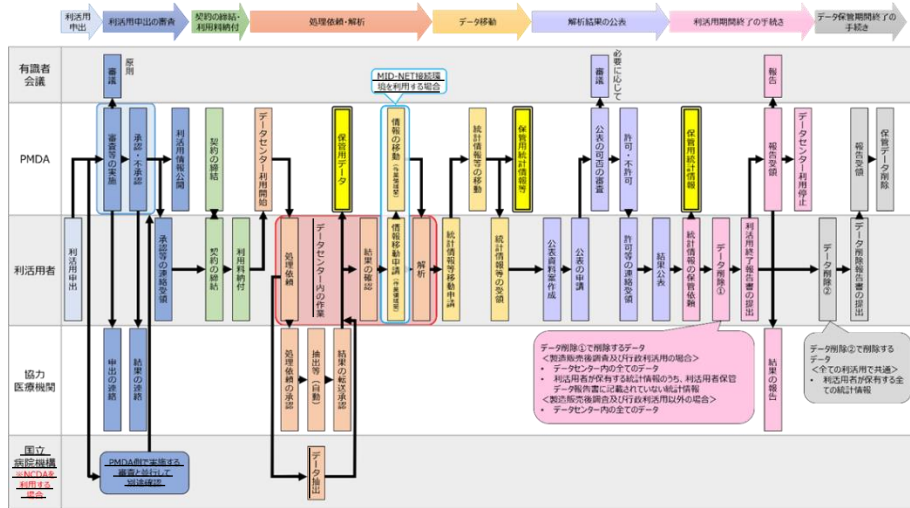 利活用
申出
利活用申出の審査
契約の締結・
利用料納付
処理依頼・解析
データ移動
解析結果の公表
利活用期間終了の手続き
データ保管期間終了の
手続き
有識者
会議
審議
原則
MID-NET接続環
境を利用する場合
審議
必要に応じて
報告
PMDA
審査等の実施
承認・不承認
利活用情報公開
契約の締結
データセンター利用開始
保管用データ
情報の移動
(作業領域間)
統計情報等の移動
保管用統計情報等
公表の可否の審査
許可・不許可
保管用統計情報
報告受領
データセンター利用停止
報告受領
保管データ削除
利活用者
利活用申出
承認等の連絡受領
契約の締結
利用料納付
処理依頼
データセンター内の作業
結果の確認
情報移動申請
(作業領域間)
解析
統計情報等移動申請
統計情報等の受領
公表資料案作成
公表の申請
許可等の連絡受領
結果公表
統計情報の保管依頼
データ削除①
利活用終了報告書の提出
データ削除②
データ削除報告書の提出
協力
医療機関
申出の連絡
結果の連絡
処理依頼の承認
抽出等(自動)
結果の転送承認
データ削除①で削除するデータ
<製造販売後調査及び行政利活用の場合>
・ データセンター内の全てのデータ
・ 利活用者が保有する統計情報のうち、利活用者保管
データ報告書に記載されていない統計情報
<製造販売後調査及び行政利活用以外の場合>
・ データセンター内の全てのデータ
結果の報告
データ削除②で削除する
データ
<全ての利活用で共通>
・ 利活用者が保有する全
ての統計情報
国立
病院機構
※NCDAを
利用する
場合
PMDA側で実施する
審査と並行して
別途確認
データ抽出